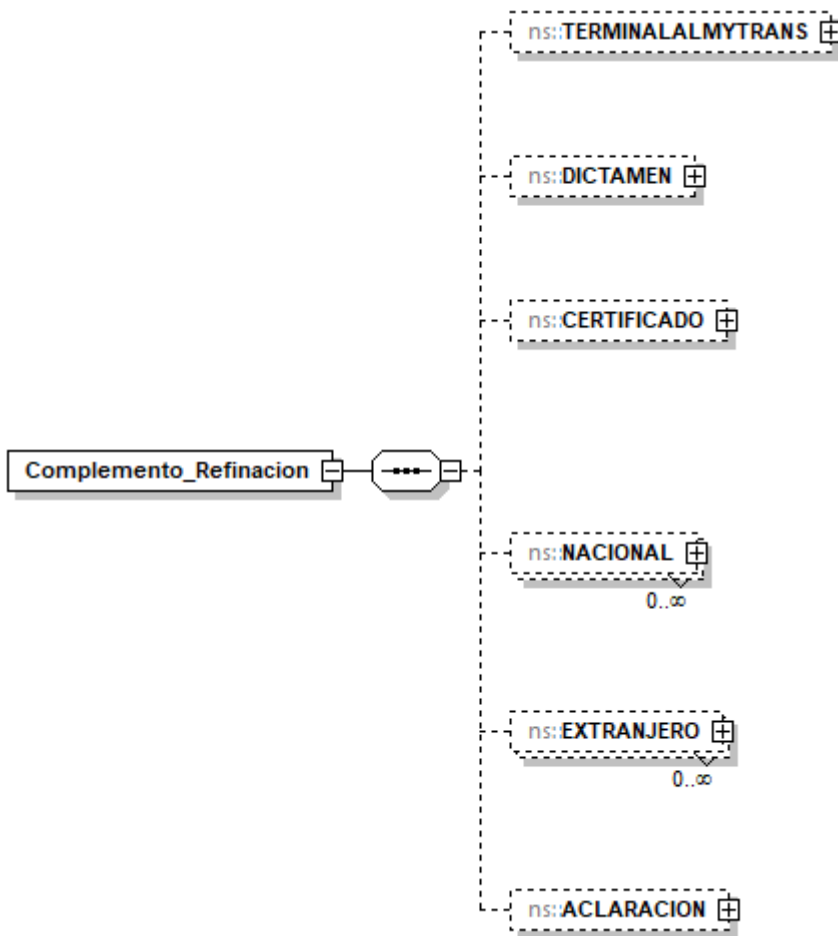 ns:TERMINALALMYTRANS
ns:DICTAMEN
ns:CERTIFICADO
Complemento_Refinacion
ns:NACIONAL
0..∞
ns:EXTRANJERO
0..∞
ns:ACLARACION